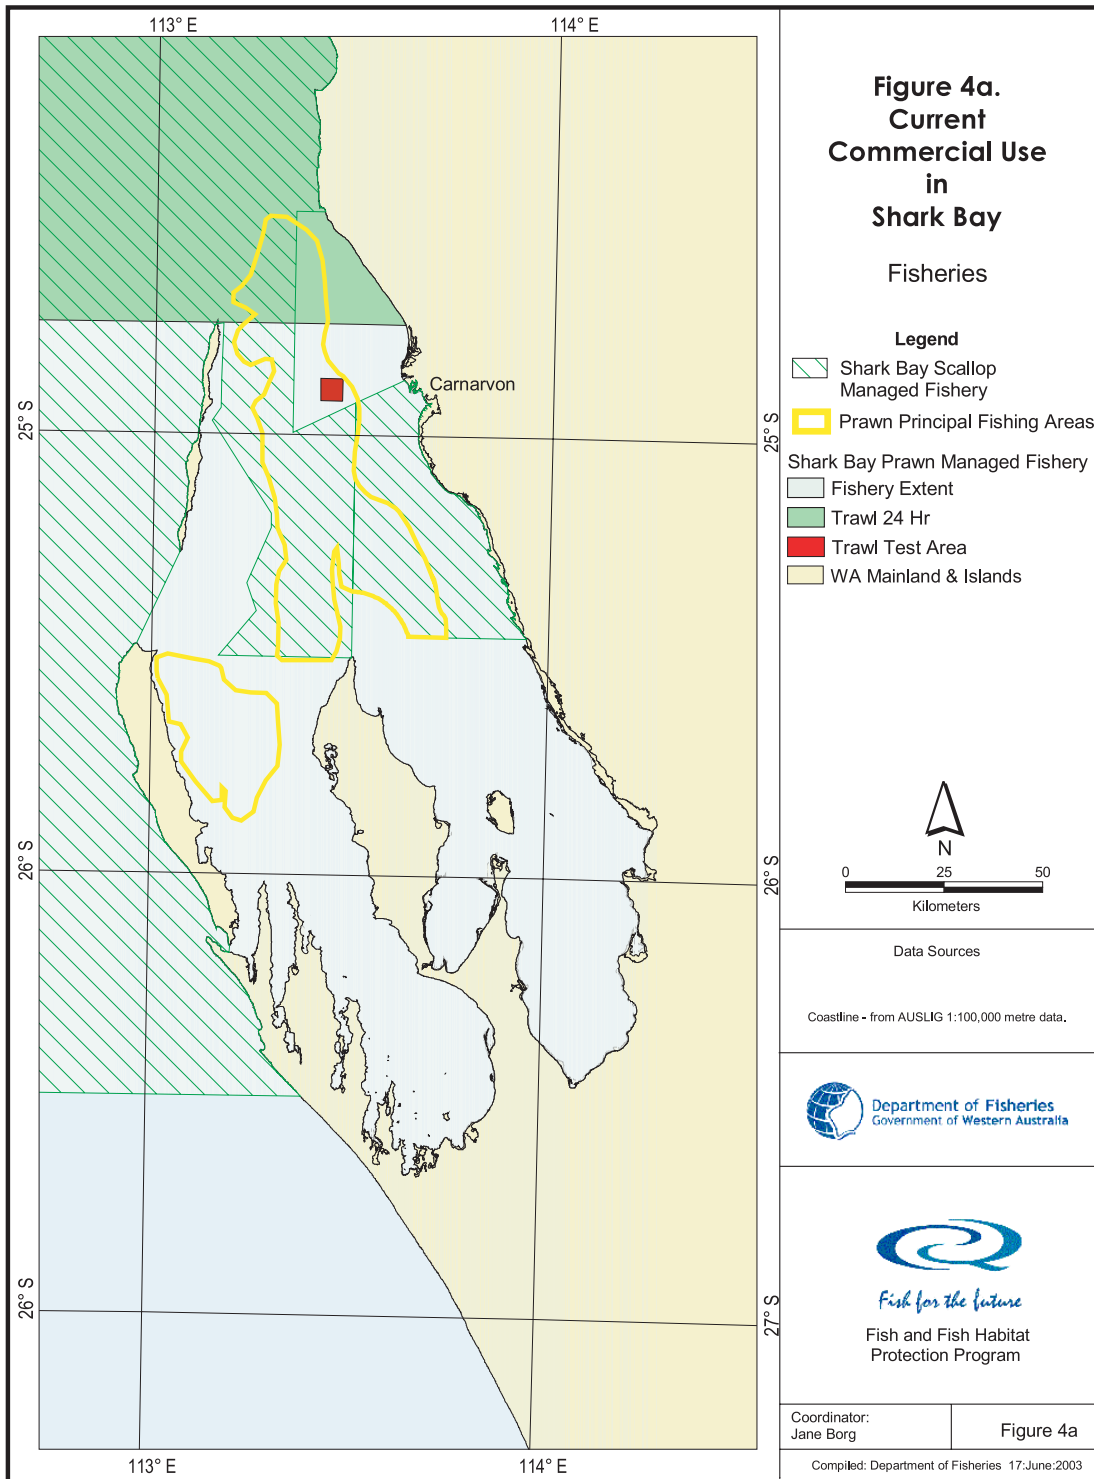 113° E
114° E
25° S
25° S
26° S
26° S
26° S
27° S
113° E
114° E
Carnarvon
Figure 4a.
Current
Commercial Use
in
Shark Bay
Fisheries
Legend
Shark Bay Scallop
Managed Fishery
Prawn Principal Fishing Areas
Shark Bay Prawn Managed Fishery
Fishery Extent
Trawl 24 Hr
Trawl Test Area
WA Mainland & Islands
N
0 25 50
Kilometers
Data Sources
Coastline - from AUSLIG 1:100,000 metre data.
Department of Fisheries
Government of Western Australia
Fish for the future
Fish and Fish Habitat
Protection Program
Coordinator:
Jane Borg
Figure 4a
Compiled: Department of Fisheries 17:June:2003